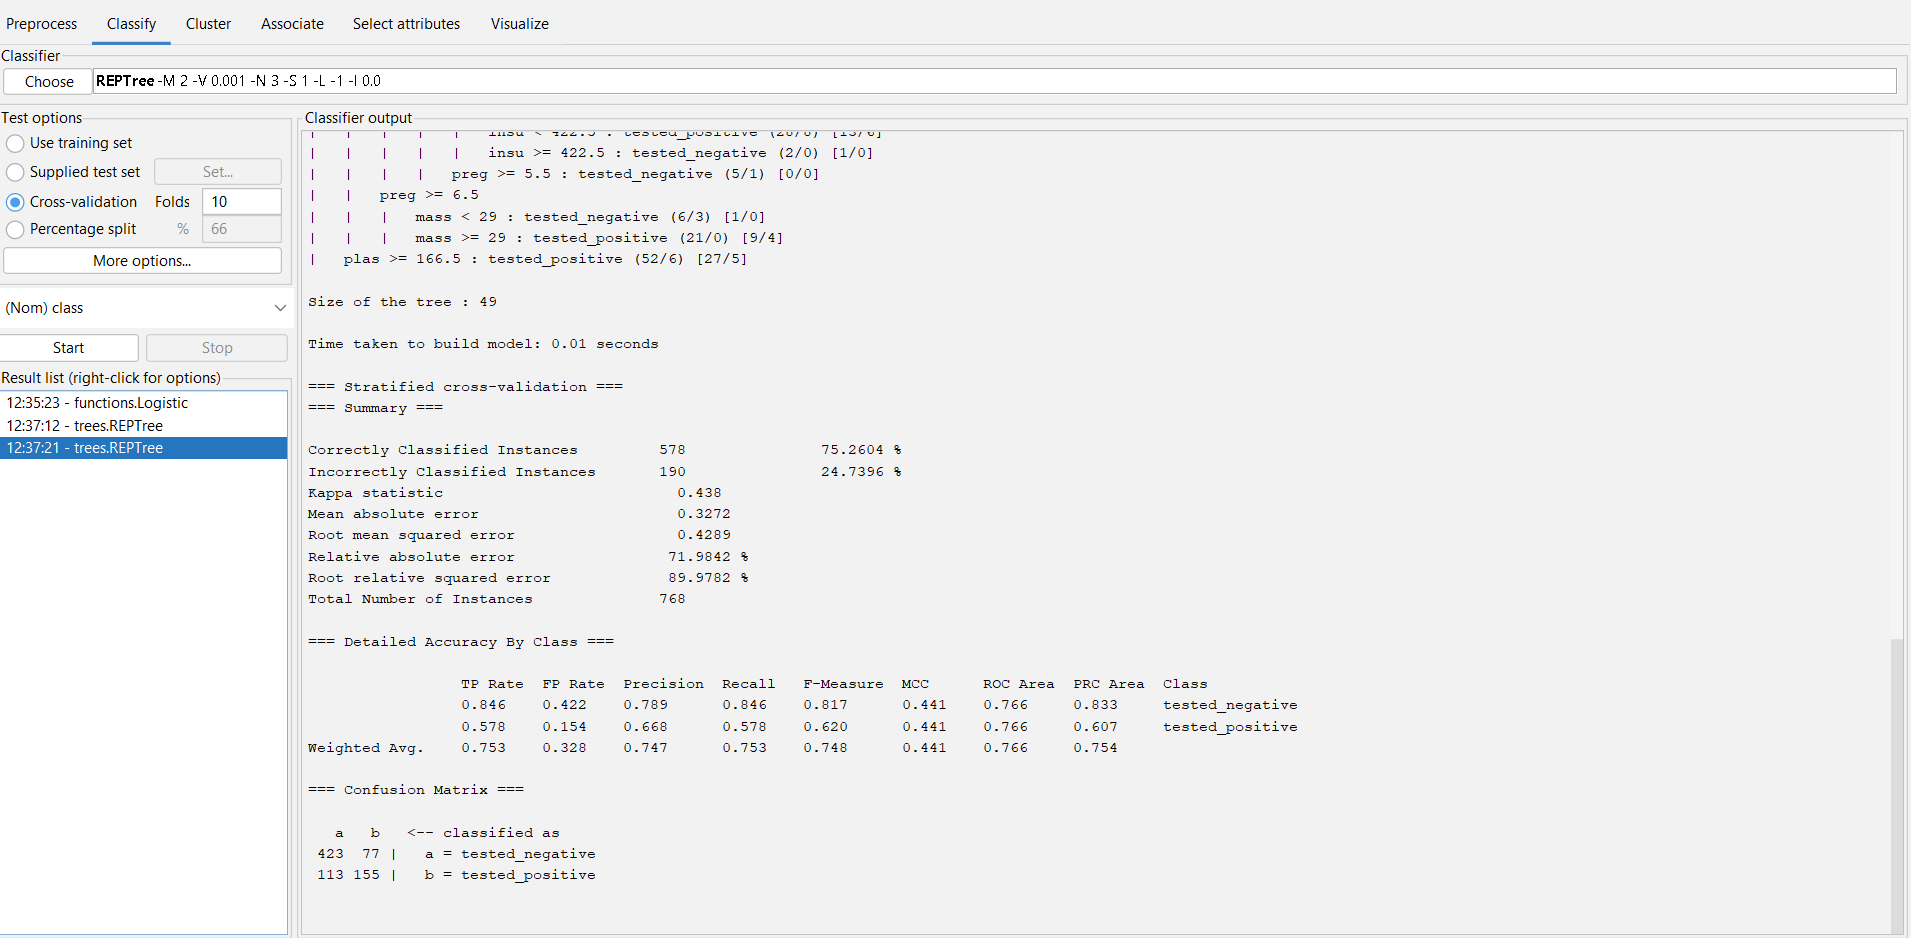 Preprocess Classify Cluster Associate Select attributes Visualize
Classifier
Choose REPTree -M 2 -V 0.001 -N 3 -S 1 -L -1 -I 0.0
Test options
Use training set
Supplied test set Set...
Cross-validation Folds 10
Percentage split % 66
More options...
(Nom) class
Start Stop
Result list (right-click for options)
12:35:23 - functions.Logistic
12:37:12 - trees.REPTree
12:37:21 - trees.REPTree
Classifier output
| | | | | insu < 422.5 : tested_positive
| | | | | insu >= 422.5 : tested_negative (2/0) [1/0]
| | | | preg >= 5.5 : tested_negative (5/1) [0/0]
| | preg >= 6.5
| | | mass < 29 : tested_negative (6/3) [1/0]
| | | mass >= 29 : tested_positive (21/0) [9/4]
| plas >= 166.5 : tested_positive (52/6) [27/5]
Size of the tree : 49
Time taken to build model: 0.01 seconds
=== Stratified cross-validation ===
=== Summary ===
Correctly Classified Instances 578 75.2604 %
Incorrectly Classified Instances 190 24.7396 %
Kappa statistic 0.438
Mean absolute error 0.3272
Root mean squared error 0.4289
Relative absolute error 71.9842 %
Root relative squared error 89.9782 %
Total Number of Instances 768
=== Detailed Accuracy By Class ===
TP Rate FP Rate Precision Recall F-Measure MCC ROC Area PRC Area Class
0.846 0.422 0.789 0.846 0.817 0.441 0.766 0.833 tested_negative
0.578 0.154 0.668 0.578 0.620 0.441 0.766 0.607 tested_positive
Weighted Avg. 0.753 0.328 0.747 0.753 0.748 0.441 0.766 0.754
=== Confusion Matrix ===
a b <-- classified as
423 77 | a = tested_negative
113 155 | b = tested_positive